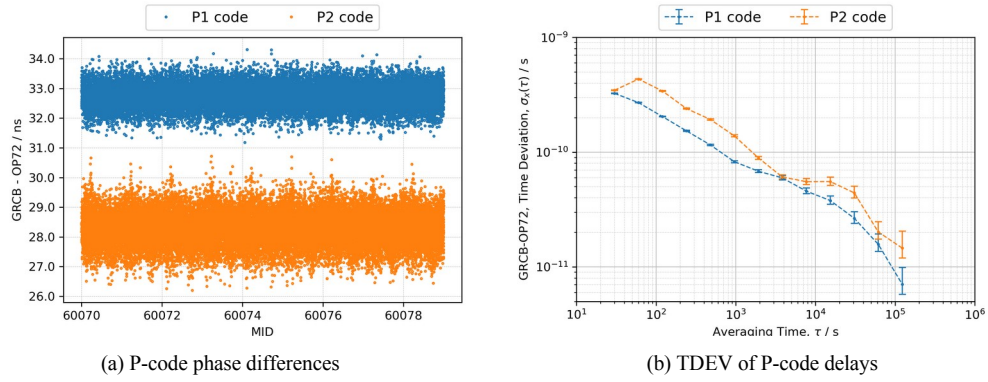 P1 code P2 code
GRCB - OP72 / ns
34.0
33.0
32.0
31.0
30.0
29.0
28.0
27.0
26.0
60070 60072 60074 60076 60078
MJD
(a) P-code phase differences
P1 code P2 code
GRCB-OP72, Time Deviation, σx(τ) / s
10⁻⁹
10⁻¹⁰
10⁻¹¹
10¹ 10² 10³ 10⁴ 10⁵ 10⁶
Averaging Time, τ / s
(b) TDEV of P-code delays